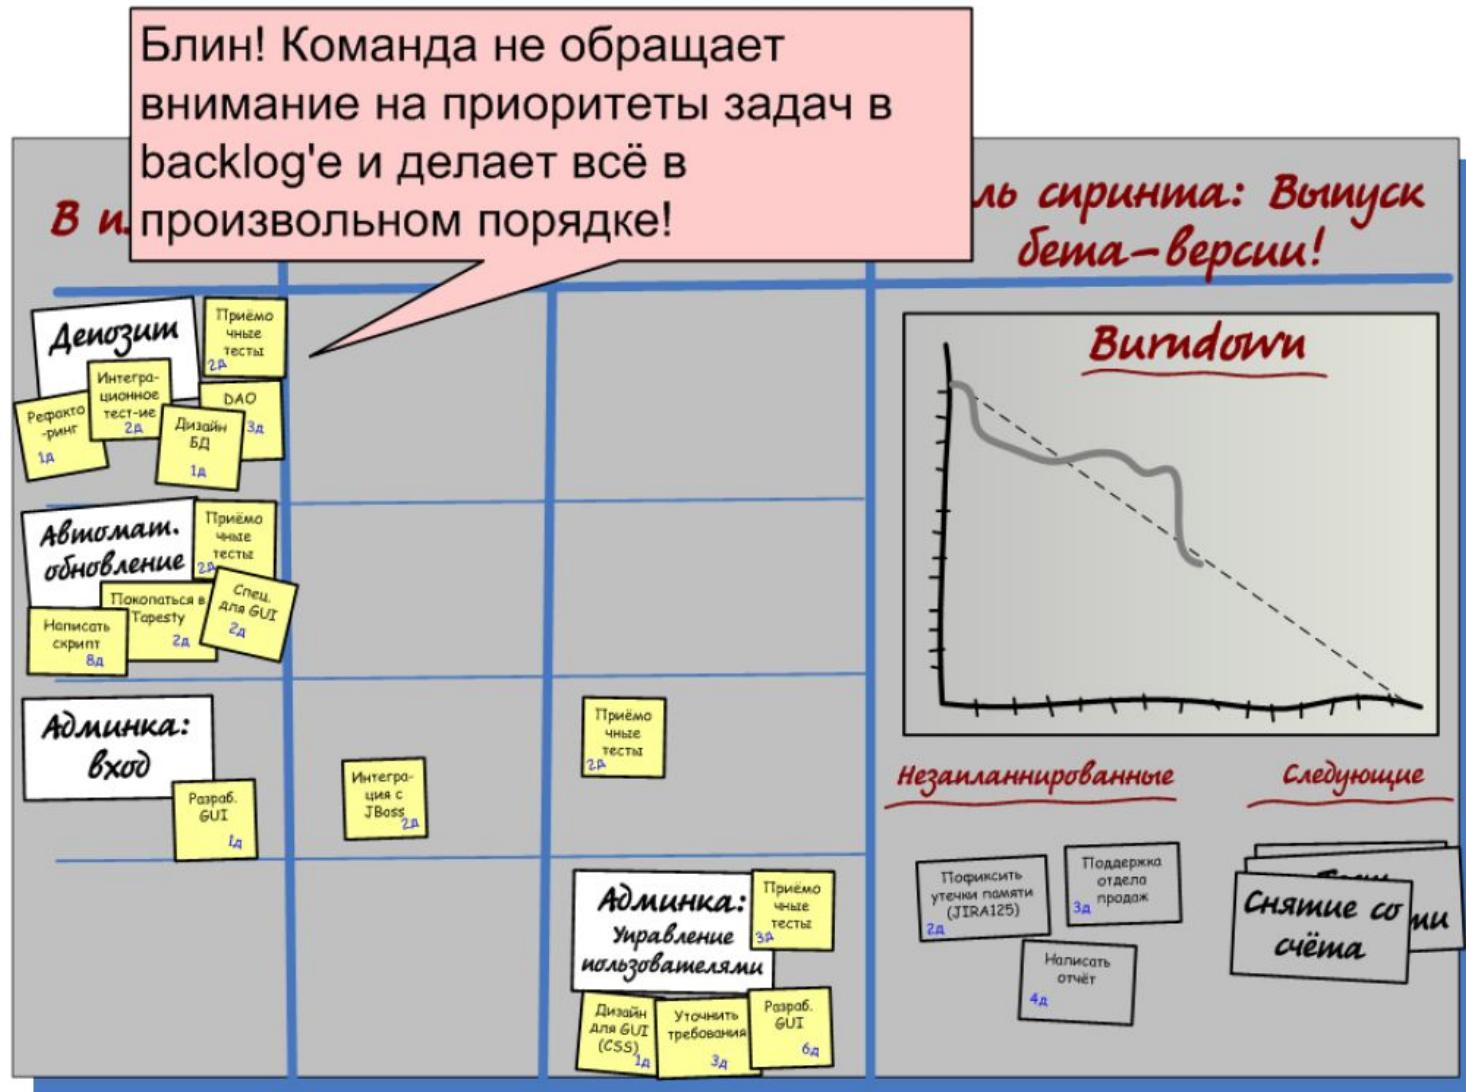 Блин! Команда не обращает
внимание на приоритеты задач в
backlog'е и делает всё в
произвольном порядке!
В
спринта: Выпуск
бета-версии!
Депозит
Приёмо
чные
тесты
2д
Интегра-
ционное
тест-ие
2д
DAO
3д
Рефакто
-ринг
1д
Дизайн
БД
1д
Автомат.
обновление
Приёмо
чные
тесты
2д
Покопаться в
Tapesty
2д
Спец.
для GUI
2д
Написать
скрипт
8д
Админка:
вход
Разраб.
GUI
1д
Интегра-
ция с
JBoss
2д
Приёмо
чные
тесты
2д
Админка:
Управление
пользователями
Приёмо
чные
тесты
3д
Дизайн
для GUI
(CSS)
1д
Уточнить
требования
3д
Разраб.
GUI
6д
Burndown
Незапланнированные
Следующие
Пофиксить
утечки памяти
(JIRA125)
2д
Поддержка
отдела
продаж
3д
Написать
отчёт
4д
Снятие со
счёта